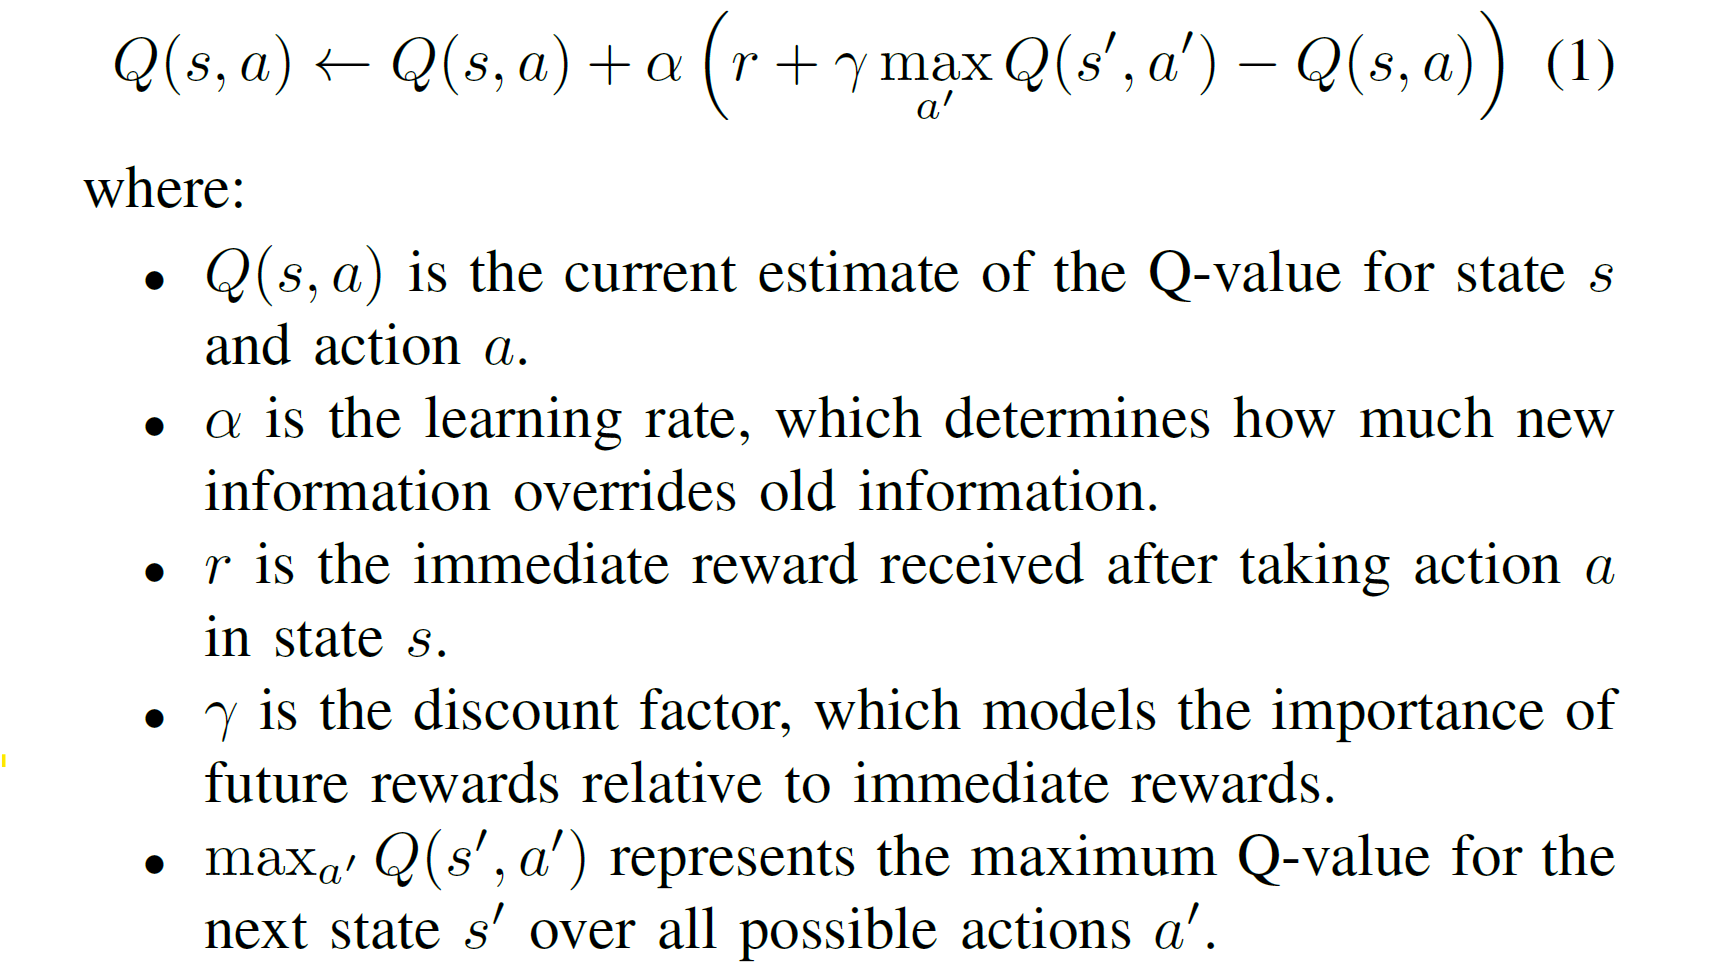 Q(s, a) ← Q(s, a) + α (r + γ max_{a′} Q(s′, a′) − Q(s, a)) (1)
where:
• Q(s, a) is the current estimate of the Q-value for state s
and action a.
• α is the learning rate, which determines how much new
information overrides old information.
• r is the immediate reward received after taking action a
in state s.
• γ is the discount factor, which models the importance of
future rewards relative to immediate rewards.
• max_{a′} Q(s′, a′) represents the maximum Q-value for the
next state s′ over all possible actions a′.